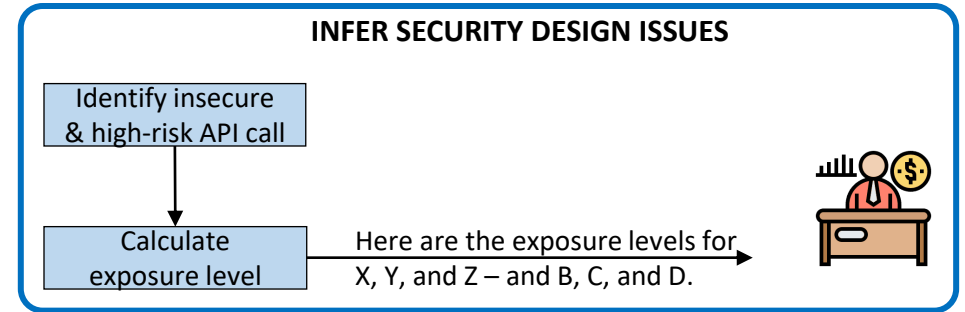 INFER SECURITY DESIGN ISSUES
Identify insecure
& high-risk API call
Calculate
exposure level
Here are the exposure levels for
X, Y, and Z – and B, C, and D.
$